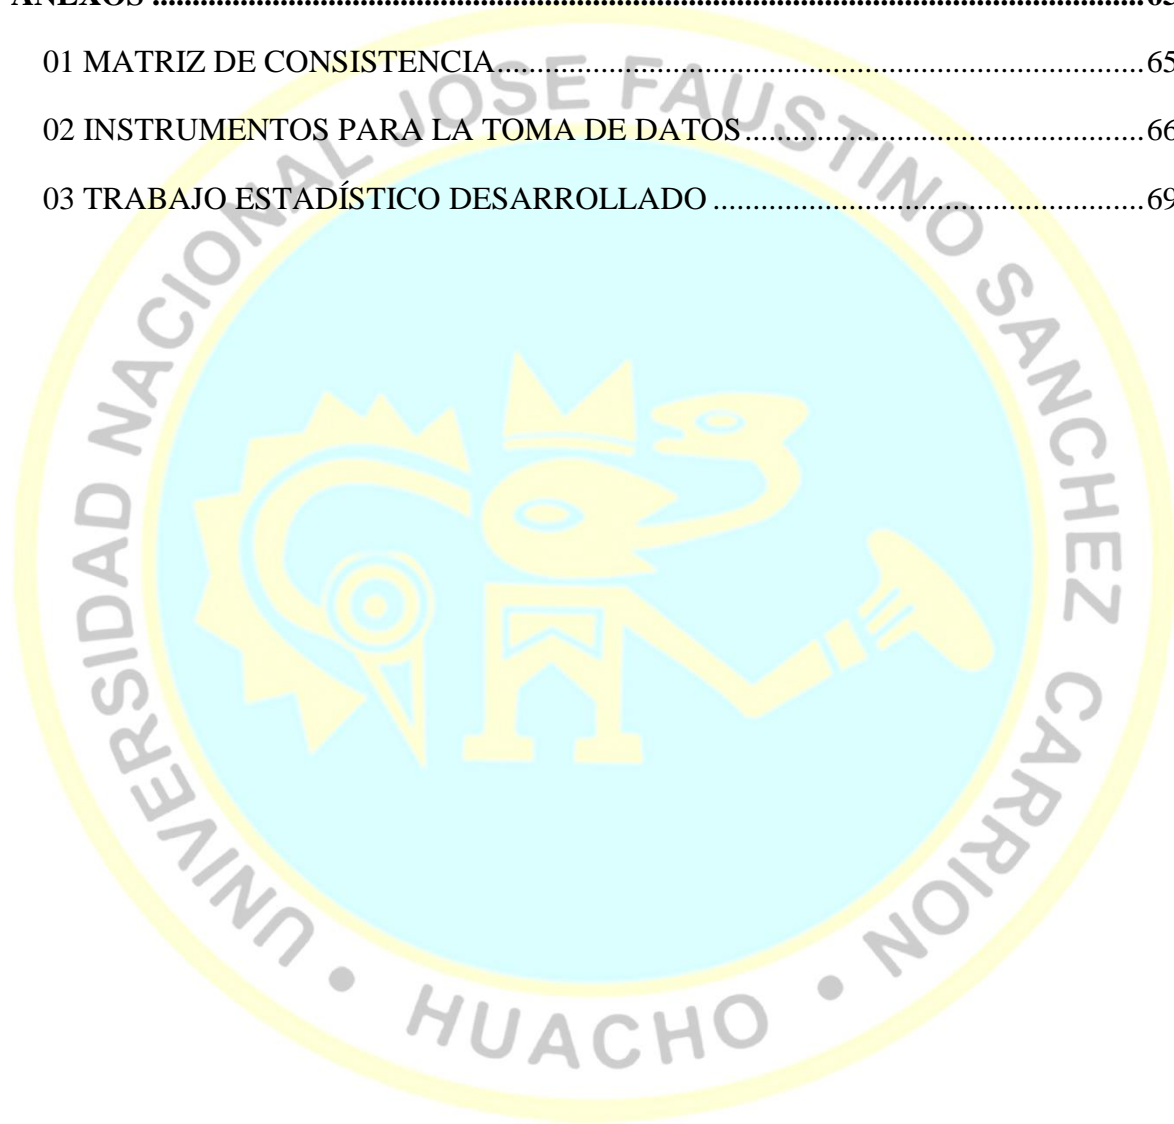 ANEXOS
01 MATRIZ DE CONSISTENCIA........................................................................65
02 INSTRUMENTOS PARA LA TOMA DE DATOS........................................66
03 TRABAJO ESTADÍSTICO DESARROLLADO..........................................69
UNIVERSIDAD NACIONAL JOSE FAUSTINO SANCHEZ CARRION • HUACHO •